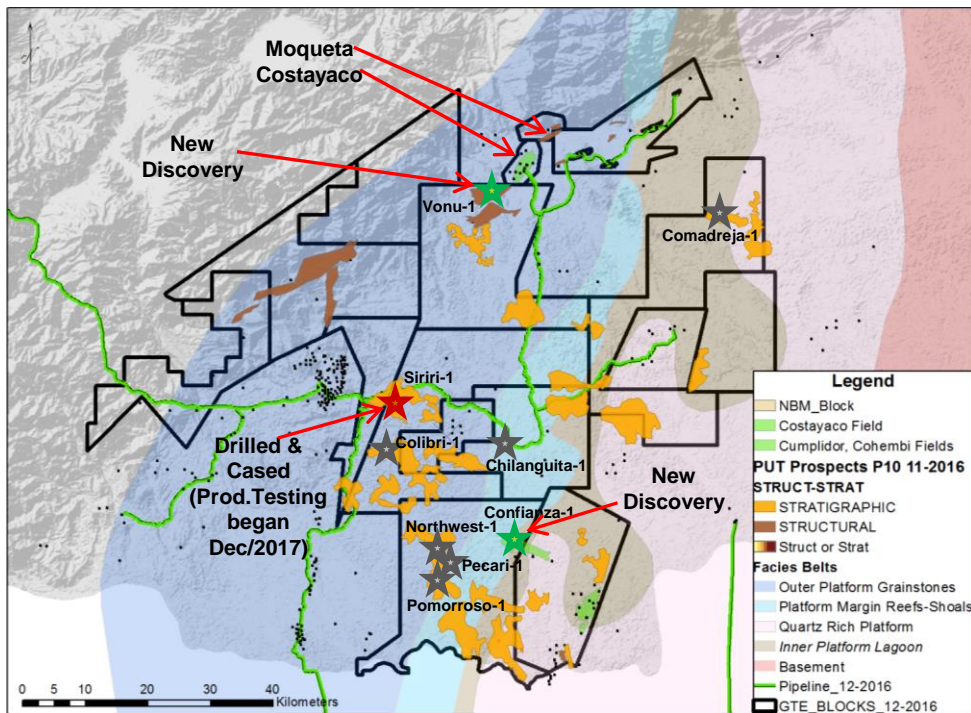 Moqueta
Costayaco
New
Discovery
Vonu-1
Comadreja-1
Siriri-1
Drilled &
Cased
(Prod.Testing
began
Dec/2017)
Colibri-1
Chilanguita-1
New
Discovery
Confianza-1
Northwest-1
Pecari-1
Pomorroso-1
Legend
NBM_Block
Costayaco Field
Cumplidor, Cohembi Fields
PUT Prospects P10 11-2016
STRUCT-STRAT
STRATIGRAPHIC
STRUCTURAL
Struct or Strat
Facies Belts
Outer Platform Grainstones
Platform Margin Reefs-Shoals
Quartz Rich Platform
Inner Platform Lagoon
Basement
Pipeline_12-2016
GTE_BLOCKS_12-2016
0 5 10 20 30 40
Kilometers